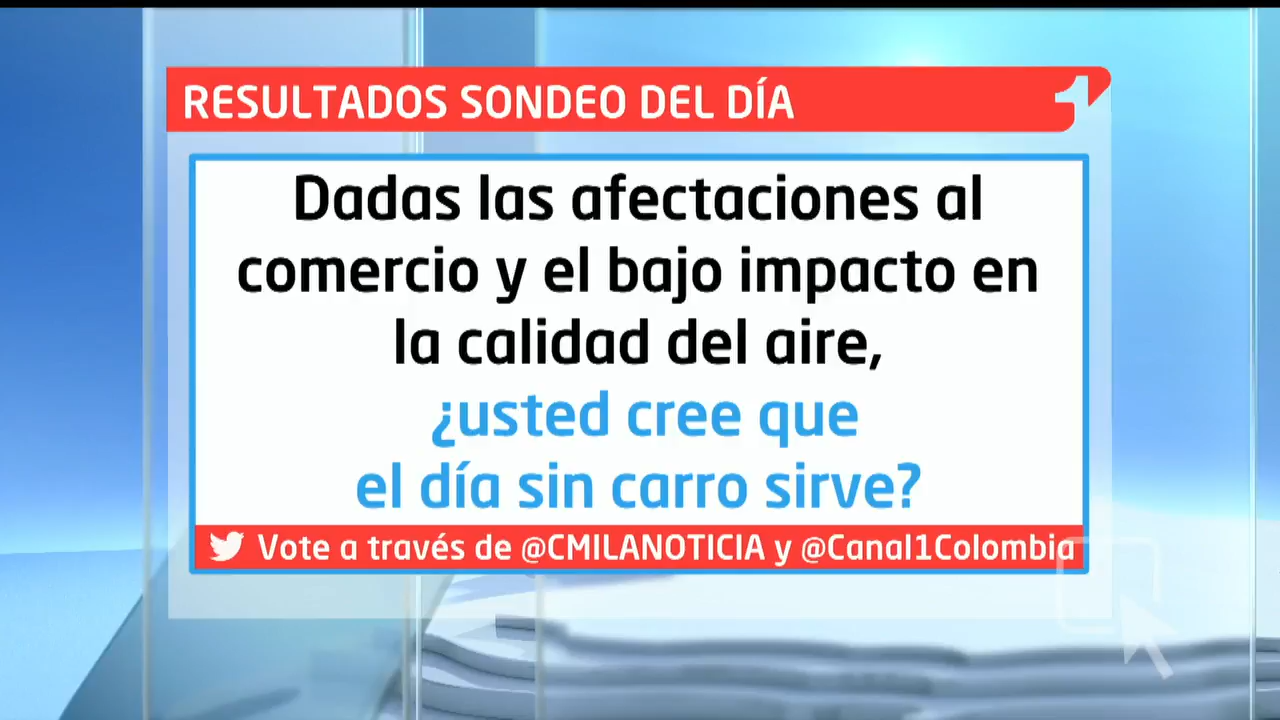 RESULTADOS SONDEO DEL DÍA
1
Dadas las afectaciones al
comercio y el bajo impacto en
la calidad del aire,
¿usted cree que
el día sin carro sirve?
Vote a través de @CMILANOTICIA y @Canal1Colombia